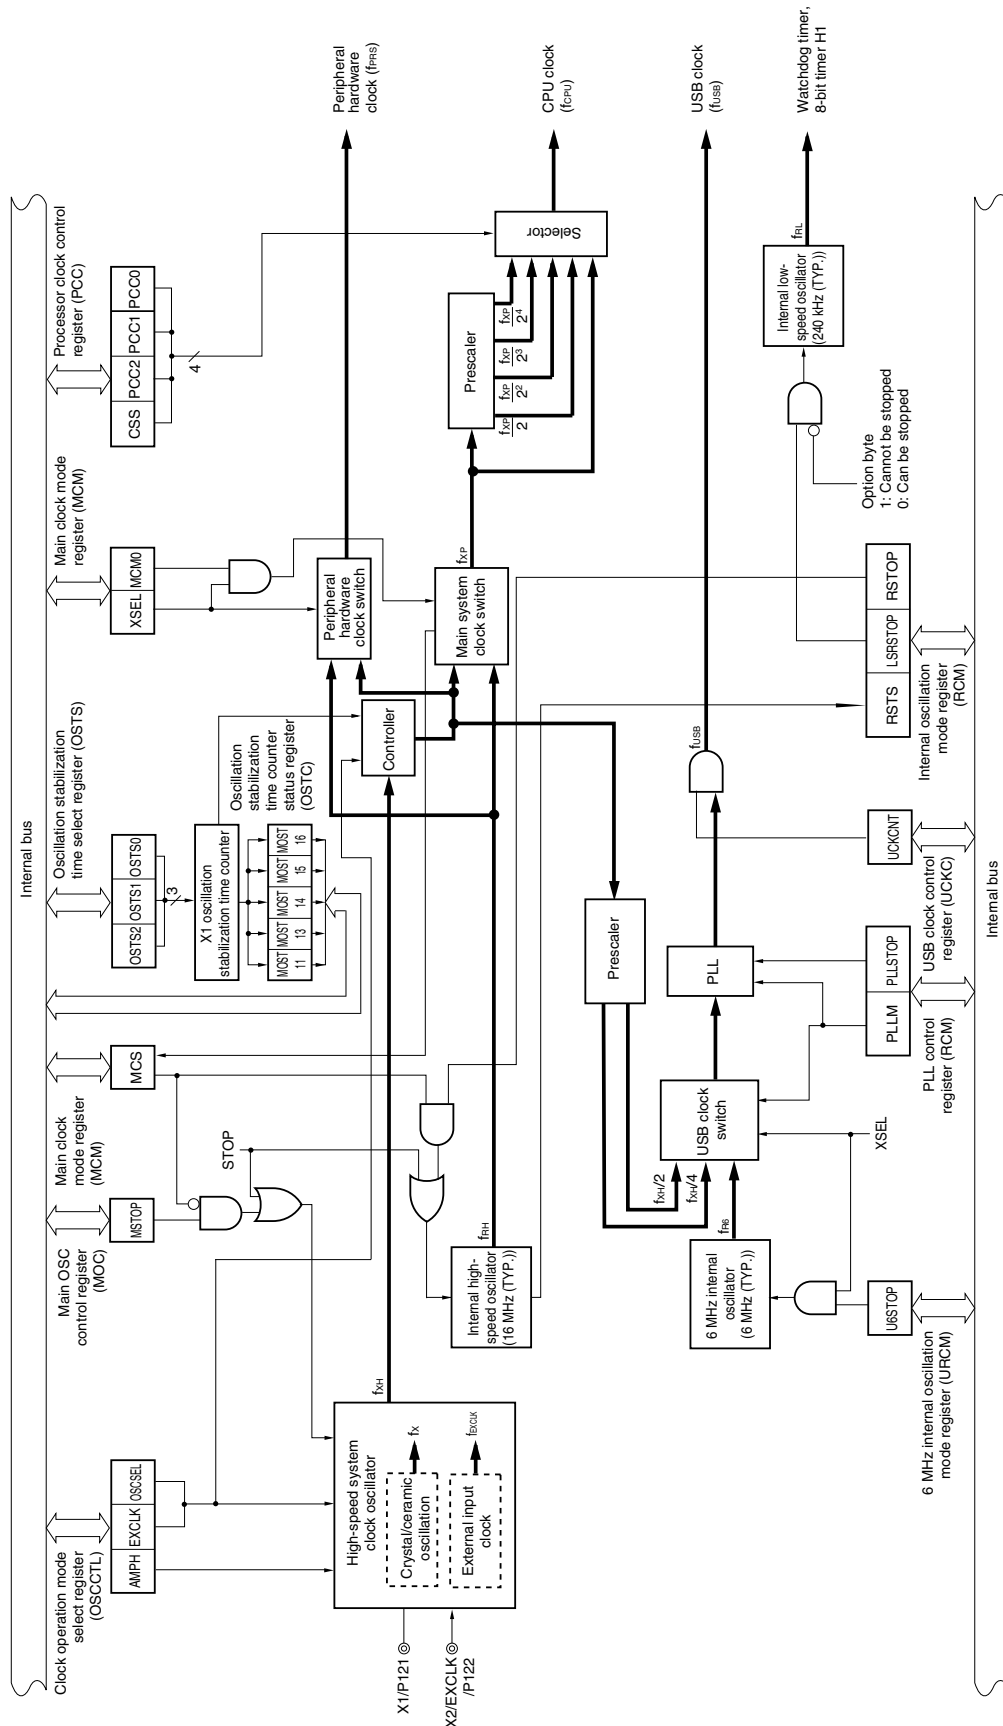 Internal bus
Clock operation mode
select register
(OSCCTL)
AMPH
EXCLK
OSCSEL
Main OSC
control register
(MOC)
MSTOP
Main clock
mode register
(MCM)
MCS
Oscillation stabilization
time select register (OSTS)
OSTS2
OSTS1
OSTS0
3
X1 oscillation
stabilization time counter
MOST
11
MOST
13
MOST
14
MOST
15
MOST
16
Oscillation
stabilization
time counter
status register
(OSTC)
Main clock mode
register (MCM)
XSEL
MCM0
Processor clock control
register (PCC)
CSS
PCC2
PCC1
PCC0
4
STOP
X1/P121
X2/EXCLK
/P122
High-speed system
clock oscillator
Crystal/ceramic
oscillation
fX
External input
clock
fEXCLK
fXH
Controller
Peripheral
hardware
clock switch
Peripheral
hardware
clock (fPRS)
Internal high-
speed oscillator
(16 MHz (TYP.))
fRH
Main system
clock switch
fXP
Prescaler
fXP
2
fXP
2²
fXP
2³
fXP
2⁴
Selector
CPU clock
(fCPU)
Prescaler
fXH/2
fXH/4
6 MHz internal
oscillator
(6 MHz (TYP.))
fR6
USB clock
switch
PLL
fUSB
USB clock
(fUSB)
Internal low-
speed oscillator
(240 kHz (TYP.))
fRL
Watchdog timer,
8-bit timer H1
Option byte
1: Cannot be stopped
0: Can be stopped
XSEL
U6STOP
6 MHz internal oscillation
mode register (URCM)
PLLM
PLLSTOP
PLL control
register (RCM)
UCKCNT
USB clock control
register (UCKC)
RSTS
LSRSTOP
RSTOP
Internal oscillation
mode register
(RCM)
Internal bus